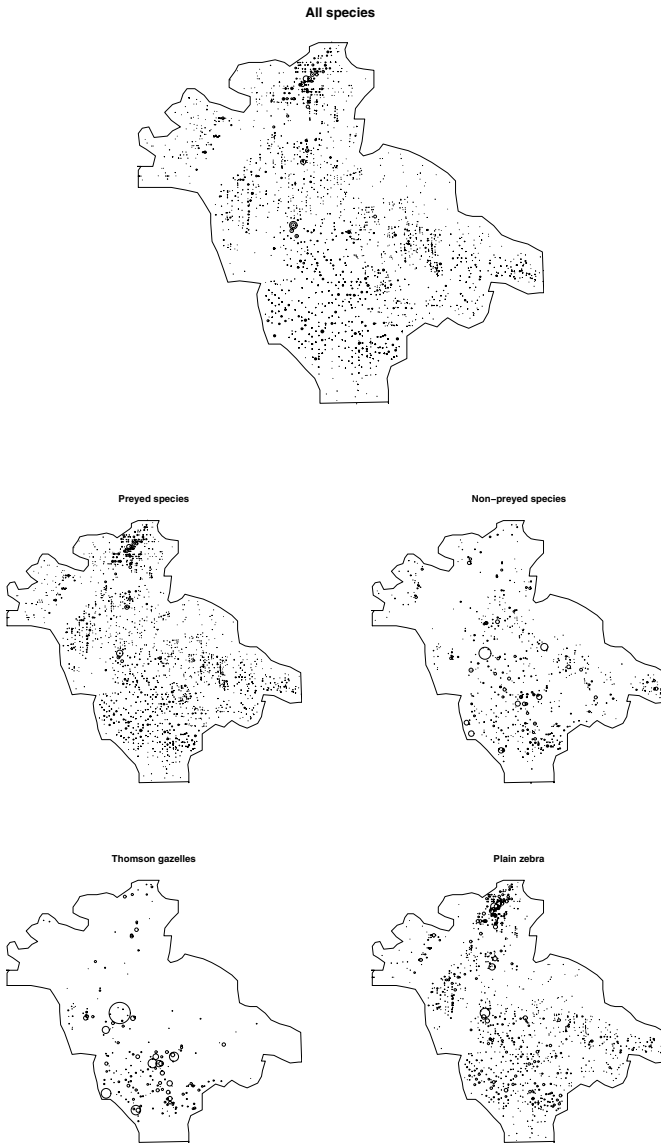 All species
Preyed species
Non−preyed species
Thomson gazelles
Plain zebra